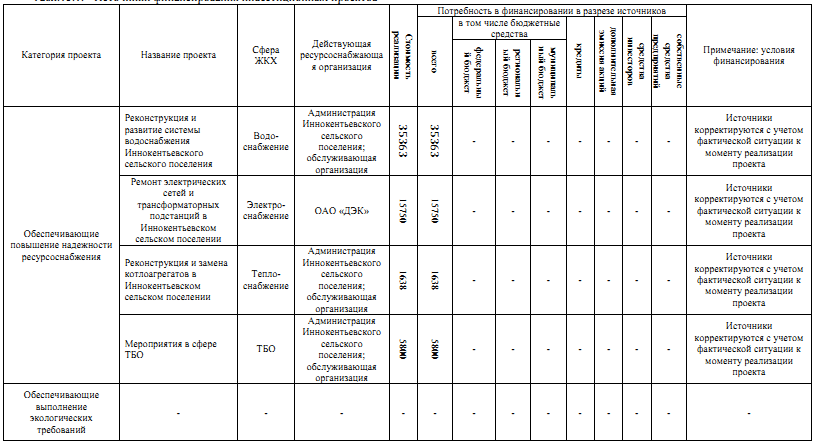 Категория проекта
Название проекта
Сфера
ЖКХ
Действующая
ресурсоснабжающа
я организация
Стоимость
реализации
Потребность в финансировании в разрезе источников
всего
в том числе бюджетные
средства
федеральны
й бюджет
региональн
ый бюджет
муниципаль
ный бюджет
кредиты
дополнительная
эмиссия акций
средства
инвесторов
собственные
средства
предприятий
Примечание: условия
финансирования
Обеспечивающие
повышение надежности
ресурсоснабжения
Реконструкция и
развитие системы
водоснабжения
Иннокентьевского
сельского поселения
Водо-
снабжение
Администрация
Иннокентьевского
сельского
поселения;
обслуживающая
организация
35363
35363
- - - - - - -
Источники
корректируются с учетом
фактической ситуации к
моменту реализации
проекта
Ремонт электрических
сетей и
трансформаторных
подстанций в
Иннокентьевском
сельском поселении
Электро-
снабжение
ОАО «ДЭК»
15750
15750
- - - - - - -
Источники
корректируются с учетом
фактической ситуации к
моменту реализации
проекта
Реконструкция и замена
котлоагрегатов в
Иннокентьевском
сельском поселении
Тепло-
снабжение
Администрация
Иннокентьевского
сельского
поселения;
обслуживающая
организация
1638
1638
- - - - - - -
Источники
корректируются с учетом
фактической ситуации к
моменту реализации
проекта
Мероприятия в сфере
ТБО
ТБО
Администрация
Иннокентьевского
сельского
поселения;
обслуживающая
организация
5800
5800
- - - - - - -
Источники
корректируются с учетом
фактической ситуации к
моменту реализации
проекта
Обеспечивающие
выполнение
экологических
требований
- - - - - - - - - - - - -